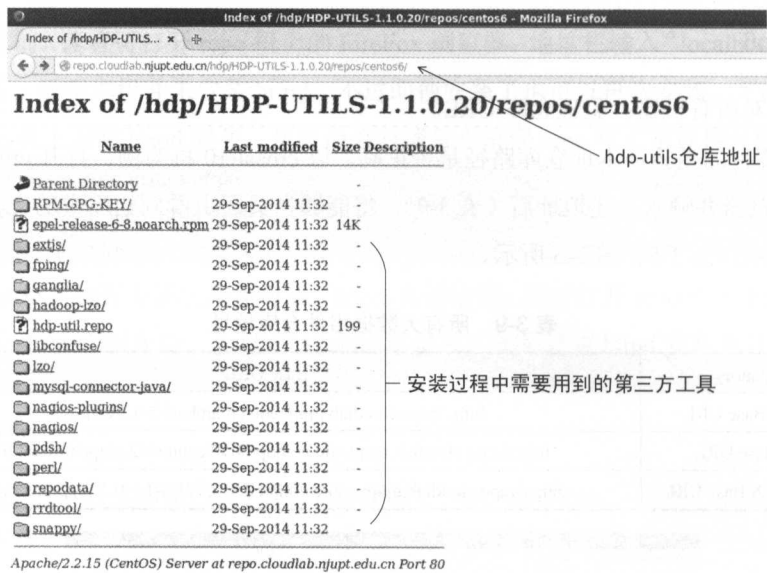 Index of /hdp/HDP-UTILS-1.1.0.20/repos/centos6 - Mozilla Firefox
Index of /hdp/HDP-UTILS... ×
repo.cloudlab.njupt.edu.cn/hdp/HDP-UTILS-1.1.0.20/repos/centos6/
Index of /hdp/HDP-UTILS-1.1.0.20/repos/centos6
hdp-utils仓库地址
Name Last modified Size Description
Parent Directory -
RPM-GPG-KEY/ 29-Sep-2014 11:32 -
epel-release-6-8.noarch.rpm 29-Sep-2014 11:32 14K
extjs/ 29-Sep-2014 11:32 -
fping/ 29-Sep-2014 11:32 -
ganglia/ 29-Sep-2014 11:32 -
hadoop-lzo/ 29-Sep-2014 11:32 -
hdp-util.repo 29-Sep-2014 11:32 199
libconfuse/ 29-Sep-2014 11:32 -
lzo/ 29-Sep-2014 11:32 -
mysql-connector-java/ 29-Sep-2014 11:32 -
安装过程中需要用到的第三方工具
nagios-plugins/ 29-Sep-2014 11:32 -
nagios/ 29-Sep-2014 11:32 -
pdsh/ 29-Sep-2014 11:32 -
perl/ 29-Sep-2014 11:32 -
repodata/ 29-Sep-2014 11:33 -
rrdtool/ 29-Sep-2014 11:32 -
snappy/ 29-Sep-2014 11:32 -
Apache/2.2.15 (CentOS) Server at repo.cloudlab.njupt.edu.cn Port 80